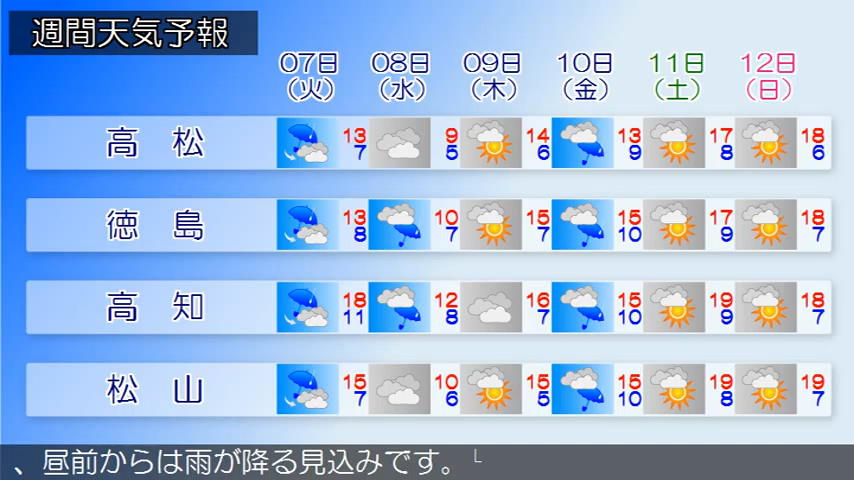 週間天気予報
07日 08日 09日 10日 11日 12日
（火） （水） （木） （金） （土） （日）
高 松 13 7 9 5 14 6 13 9 17 8 18 6
徳 島 13 8 10 7 15 7 15 10 17 9 18 7
高 知 18 11 12 8 16 7 15 10 19 9 18 7
松 山 15 7 10 6 15 5 15 10 19 8 19 7
、昼前からは雨が降る見込みです。